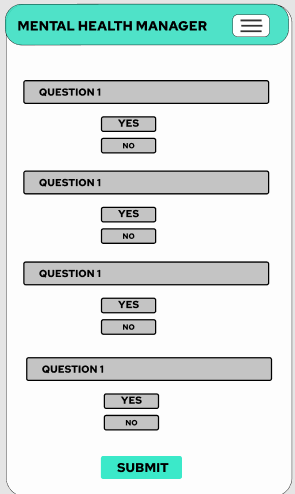 MENTAL HEALTH MANAGER
QUESTION 1
YES
NO
QUESTION 1
YES
NO
QUESTION 1
YES
NO
QUESTION 1
YES
NO
SUBMIT